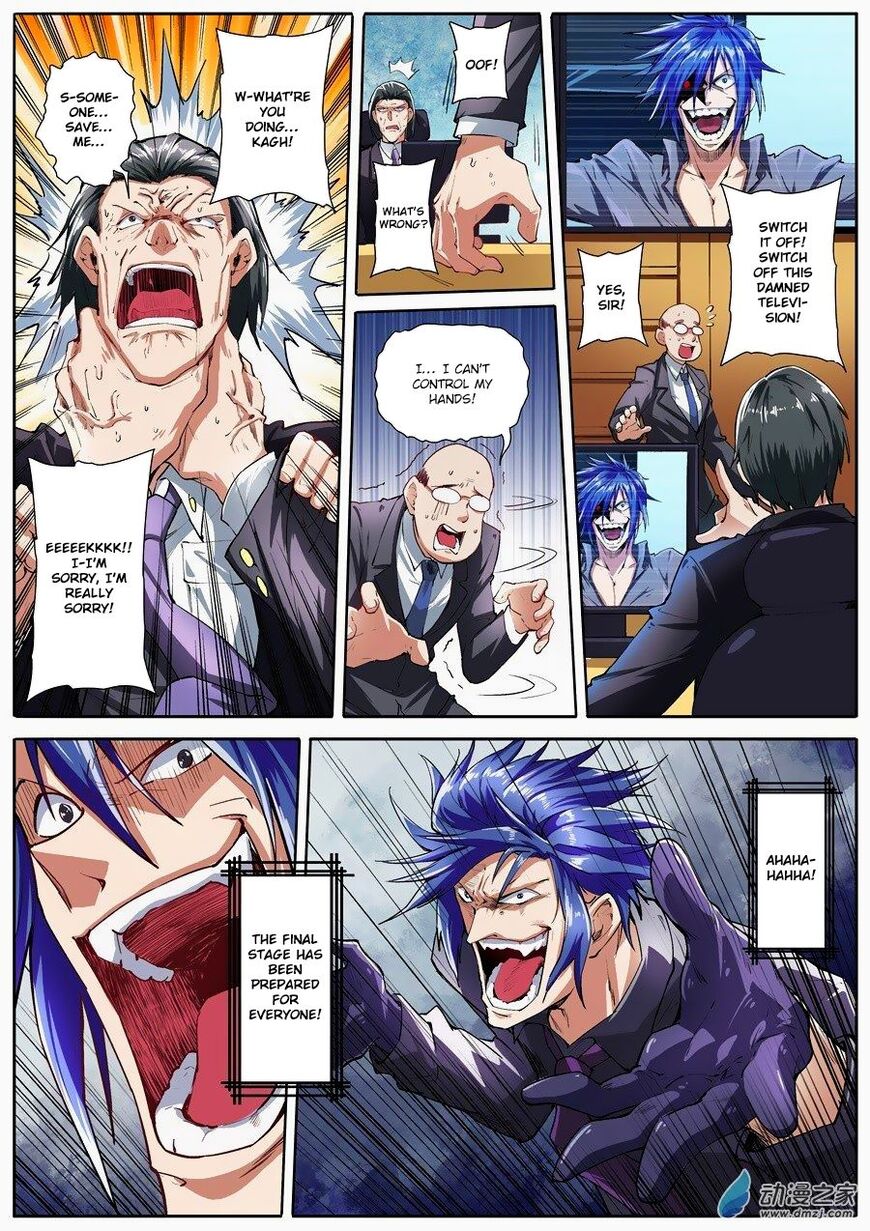 SWITCH
IT OFF!
SWITCH
OFF THIS
DAMNED
TELEVI-
SION!
YES,
SIR!
OOF!
WHAT'S
WRONG?
I... I CAN'T
CONTROL MY
HANDS!
W-WHAT'RE
YOU
DOING...
KAGH!
S-SOME-
ONE...
SAVE...
ME...
EEEEEKKKK!!
I-I'M
SORRY, I'M
REALLY
SORRY!
AHAHA-
HAHHA!
THE FINAL
STAGE HAS
BEEN
PREPARED
FOR
EVERYONE!
动漫之家
www.dmzj.com